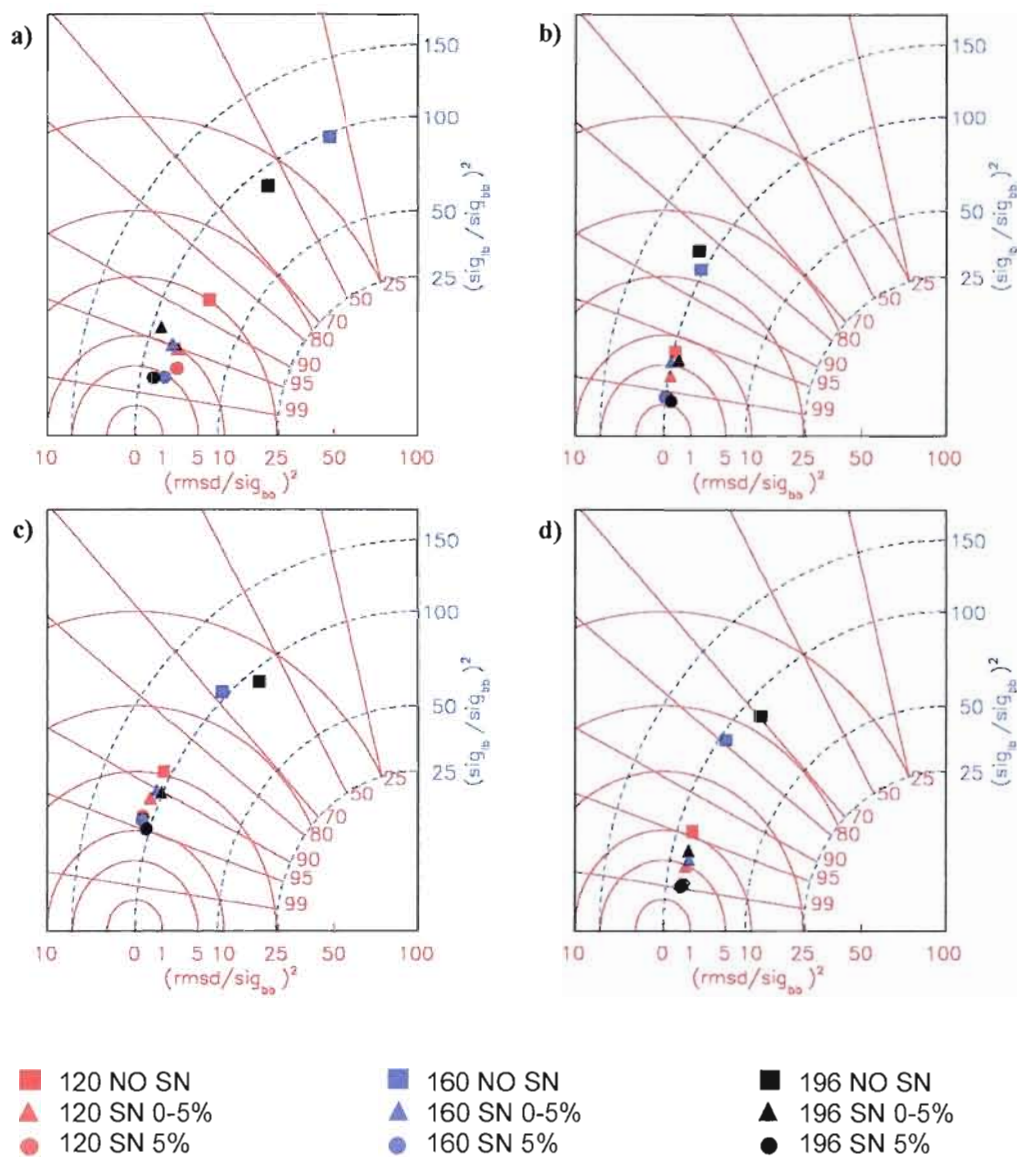 a)
150
100
50
25
(sig_lb /sig_bb)²
25
50
70
80
90
95
99
10 0 1 5 10 25 50 100
(rmsd/sig_bb)²
b)
150
100
50
25
(sig_lb /sig_bb)²
25
50
70
80
90
95
99
10 0 1 5 10 25 50 100
(rmsd/sig_bb)²
c)
150
100
50
25
(sig_lb /sig_bb)²
25
50
70
80
90
95
99
10 0 1 5 10 25 50 100
(rmsd/sig_bb)²
d)
150
100
50
25
(sig_lb /sig_bb)²
25
50
70
80
90
95
99
10 0 1 5 10 25 50 100
(rmsd/sig_bb)²
120 NO SN
160 NO SN
196 NO SN
120 SN 0-5%
160 SN 0-5%
196 SN 0-5%
120 SN 5%
160 SN 5%
196 SN 5%